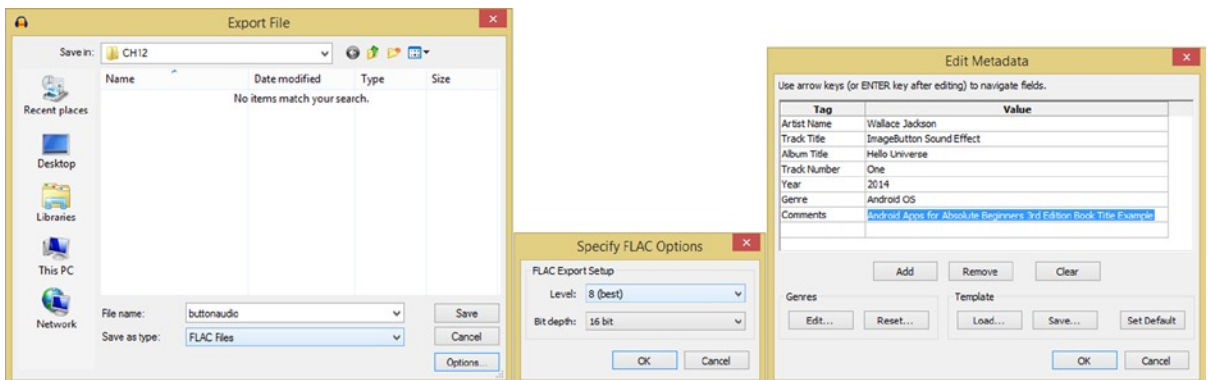 Export File
Save in: CH12
Name Date modified Type Size
No items match your search.
Recent places
Desktop
Libraries
This PC
Network
File name: buttonaudio Save
Save as type: FLAC Files Cancel
Options...
Specify FLAC Options
FLAC Export Setup
Level: 8 (best)
Bit depth: 16 bit
OK Cancel
Edit Metadata
Use arrow keys (or ENTER key after editing) to navigate fields.
Tag Value
Artist Name Wallace Jackson
Track Title ImageButton Sound Effect
Album Title Hello Universe
Track Number One
Year 2014
Genre Android OS
Comments Android Apps for Absolute Beginners 3rd Edition Book Title Example
Add Remove Clear
Genres Template
Edit... Reset... Load... Save... Set Default
OK Cancel